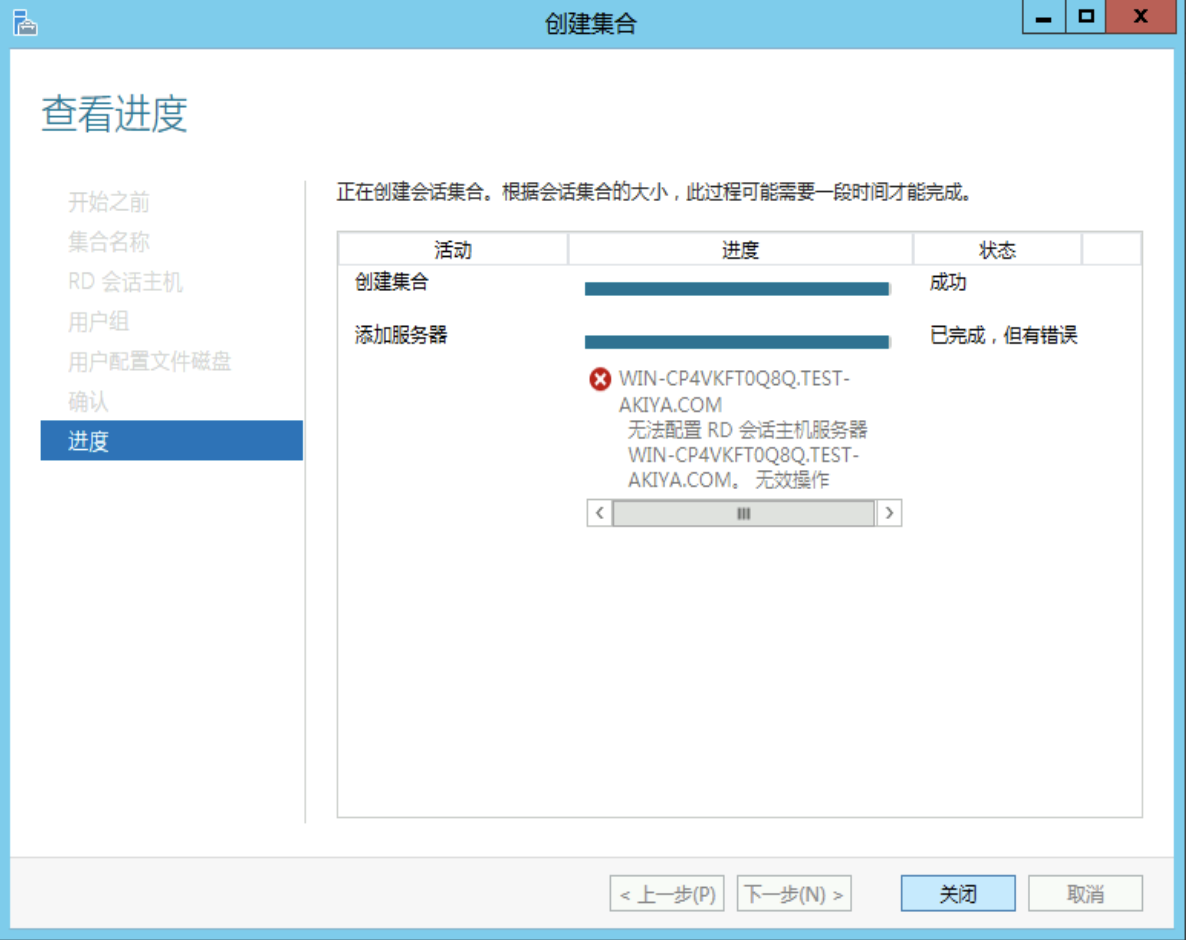 创建集合
查看进度
开始之前
集合名称
RD 会话主机
用户组
用户配置文件磁盘
确认
进度
正在创建会话集合。根据会话集合的大小，此过程可能需要一段时间才能完成。
活动 进度 状态
创建集合 成功
添加服务器 已完成，但有错误
WIN-CP4VKFT0Q8Q.TEST-
AKIYA.COM
无法配置 RD 会话主机服务器
WIN-CP4VKFT0Q8Q.TEST-
AKIYA.COM。 无效操作
< 上一步(P) 下一步(N) > 关闭 取消